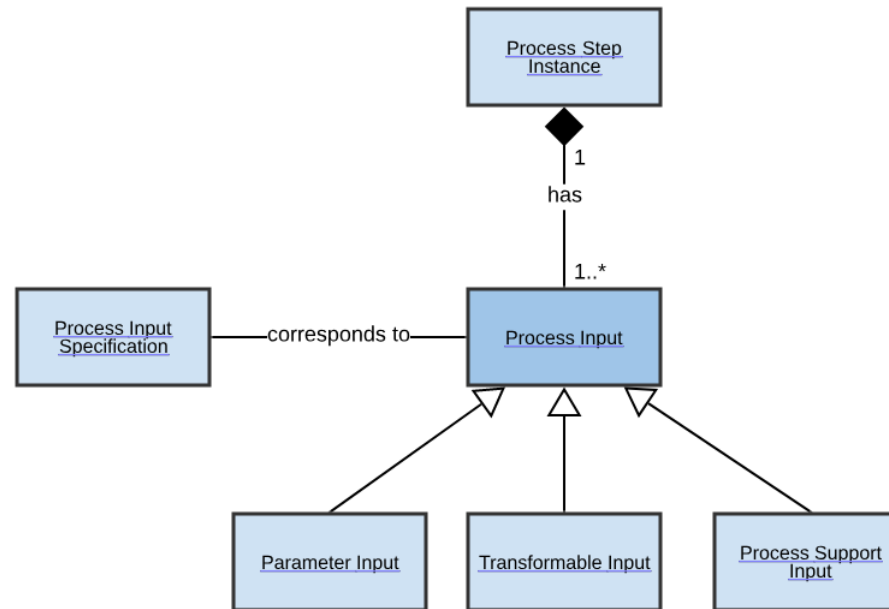 Process Step
Instance
1
has
1..*
Process Input
Specification
corresponds to
Process Input
Parameter Input
Transformable Input
Process Support
Input